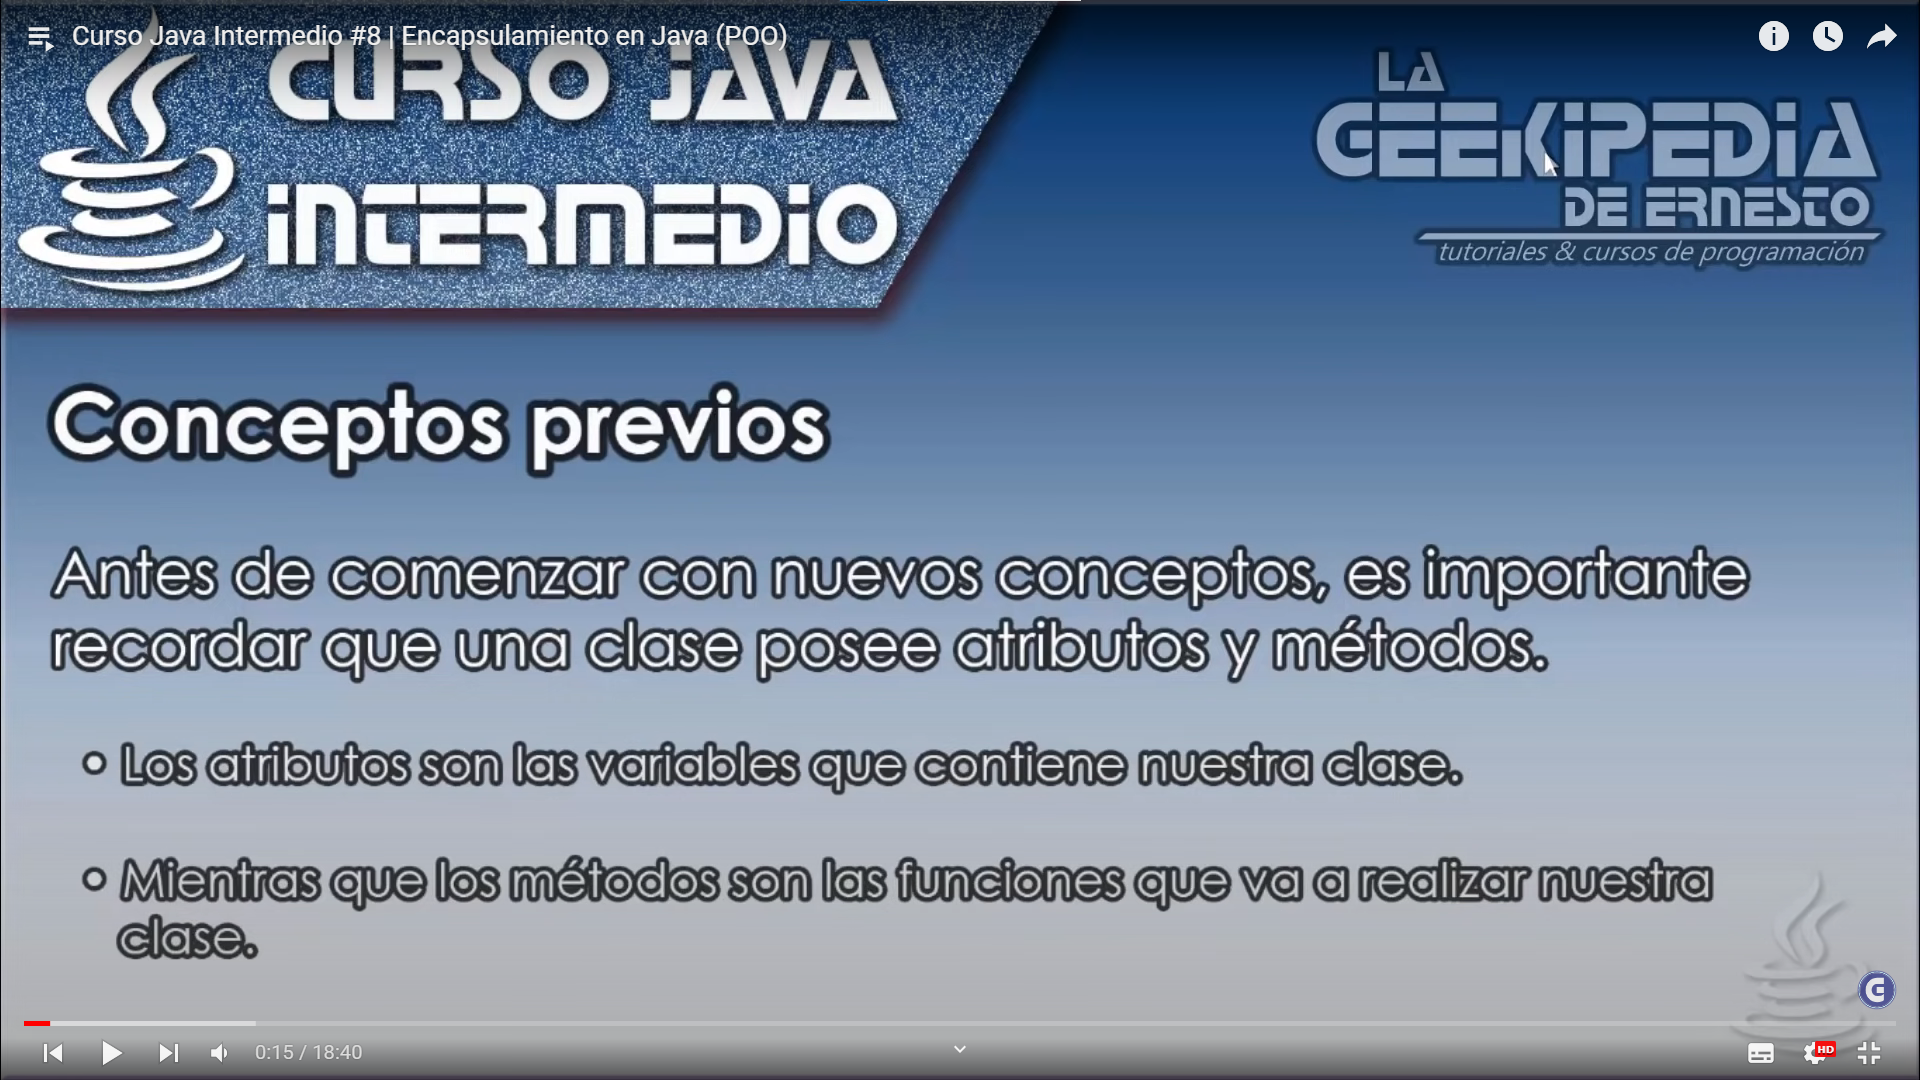 Curso Java Intermedio #8 | Encapsulamiento en Java (POO)
CURSO JAVA
INTERMEDIO
LA
GEEKIPEDIA
DE ERNESTO
tutoriales & cursos de programación
Conceptos previos
Antes de comenzar con nuevos conceptos, es importante
recordar que una clase posee atributos y métodos.
• Los atributos son las variables que contiene nuestra clase.
• Mientras que los métodos son las funciones que va a realizar nuestra
clase.
G
0:15 / 18:40
HD